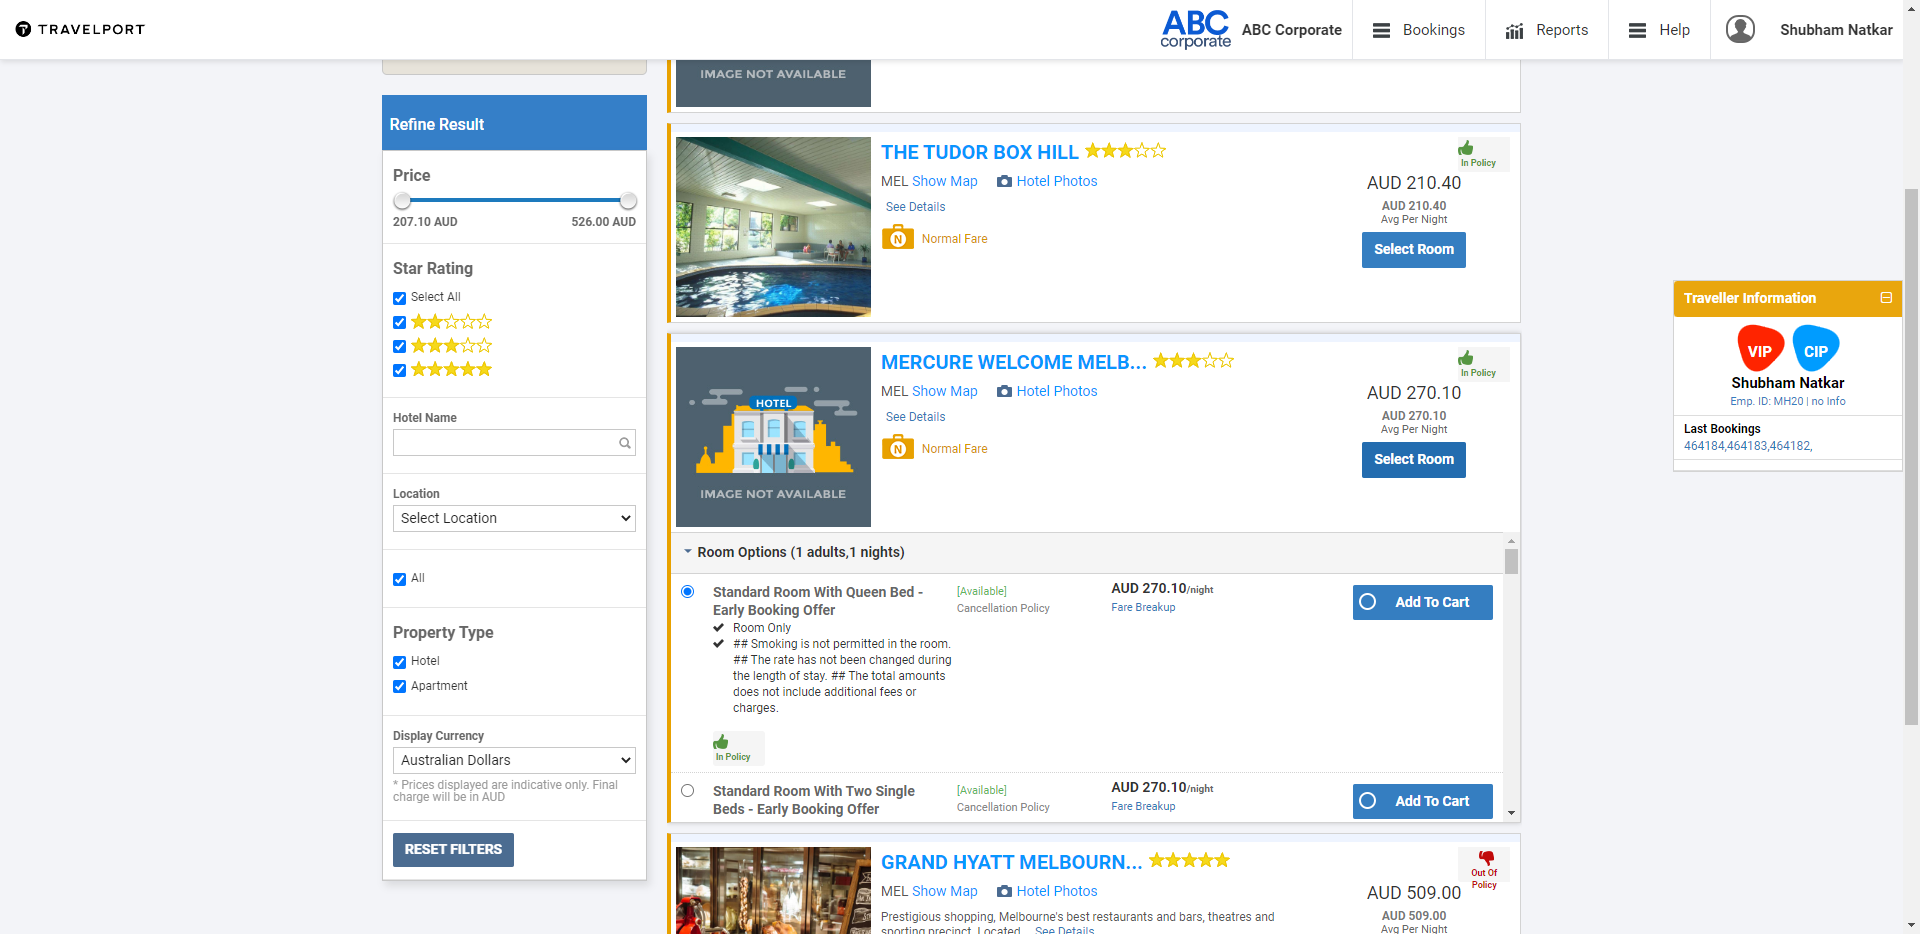 TRAVELPORT
ABC
corporate
ABC Corporate
Bookings
Reports
Help
Shubham Natkar
Refine Result
Price
207.10 AUD
526.00 AUD
Star Rating
Select All
Hotel Name
Location
Select Location
All
Property Type
Hotel
Apartment
Display Currency
Australian Dollars
* Prices displayed are indicative only. Final
charge will be in AUD
RESET FILTERS
IMAGE NOT AVAILABLE
THE TUDOR BOX HILL
MEL Show Map
Hotel Photos
See Details
N
Normal Fare
In Policy
AUD 210.40
AUD 210.40
Avg Per Night
Select Room
HOTEL
IMAGE NOT AVAILABLE
MERCURE WELCOME MELB...
MEL Show Map
Hotel Photos
See Details
N
Normal Fare
In Policy
AUD 270.10
AUD 270.10
Avg Per Night
Select Room
Room Options (1 adults,1 nights)
Standard Room With Queen Bed -
Early Booking Offer
Room Only
## Smoking is not permitted in the room.
## The rate has not been changed during
the length of stay. ## The total amounts
does not include additional fees or
charges.
In Policy
[Available]
Cancellation Policy
AUD 270.10/night
Fare Breakup
Add To Cart
Standard Room With Two Single
Beds - Early Booking Offer
[Available]
Cancellation Policy
AUD 270.10/night
Fare Breakup
Add To Cart
GRAND HYATT MELBOURN...
MEL Show Map
Hotel Photos
Prestigious shopping, Melbourne's best restaurants and bars, theatres and
sporting precinct. Located... See Details
Out Of
Policy
AUD 509.00
AUD 509.00
Avg Per Night
Traveller Information
VIP
CIP
Shubham Natkar
Emp. ID: MH20 | no Info
Last Bookings
464184,464183,464182,